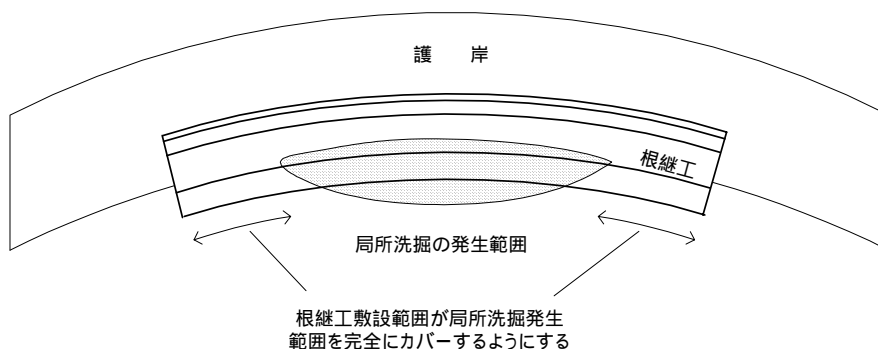 護　岸
根継工
局所洗掘の発生範囲
根継工敷設範囲が局所洗掘発生
範囲を完全にカバーするようにする